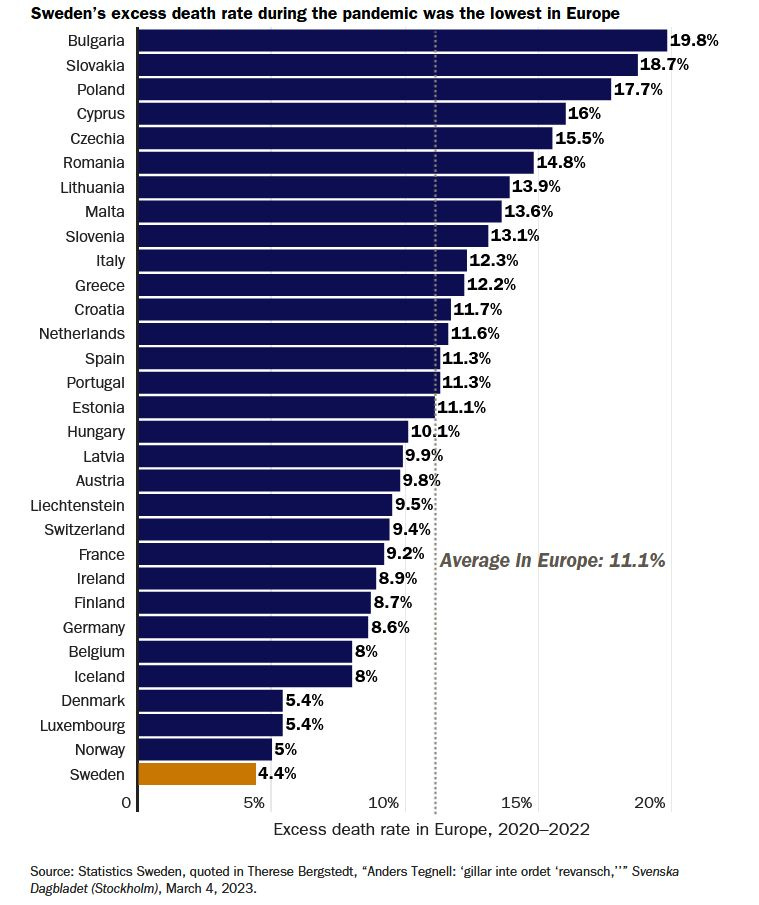 Sweden's excess death rate during the pandemic was the lowest in Europe
Bulgaria 19.8%
Slovakia 18.7%
Poland 17.7%
Cyprus 16%
Czechia 15.5%
Romania 14.8%
Lithuania 13.9%
Malta 13.6%
Slovenia 13.1%
Italy 12.3%
Greece 12.2%
Croatia 11.7%
Netherlands 11.6%
Spain 11.3%
Portugal 11.3%
Estonia 11.1%
Hungary 10.1%
Latvia 9.9%
Austria 9.8%
Liechtenstein 9.5%
Switzerland 9.4%
France 9.2%
Average in Europe: 11.1%
Ireland 8.9%
Finland 8.7%
Germany 8.6%
Belgium 8%
Iceland 8%
Denmark 5.4%
Luxembourg 5.4%
Norway 5%
Sweden 4.4%
0 5% 10% 15% 20%
Excess death rate in Europe, 2020–2022
Source: Statistics Sweden, quoted in Therese Bergstedt, “Anders Tegnell: ‘gillar inte ordet ‘revansch,’’” Svenska
Dagbladet (Stockholm), March 4, 2023.